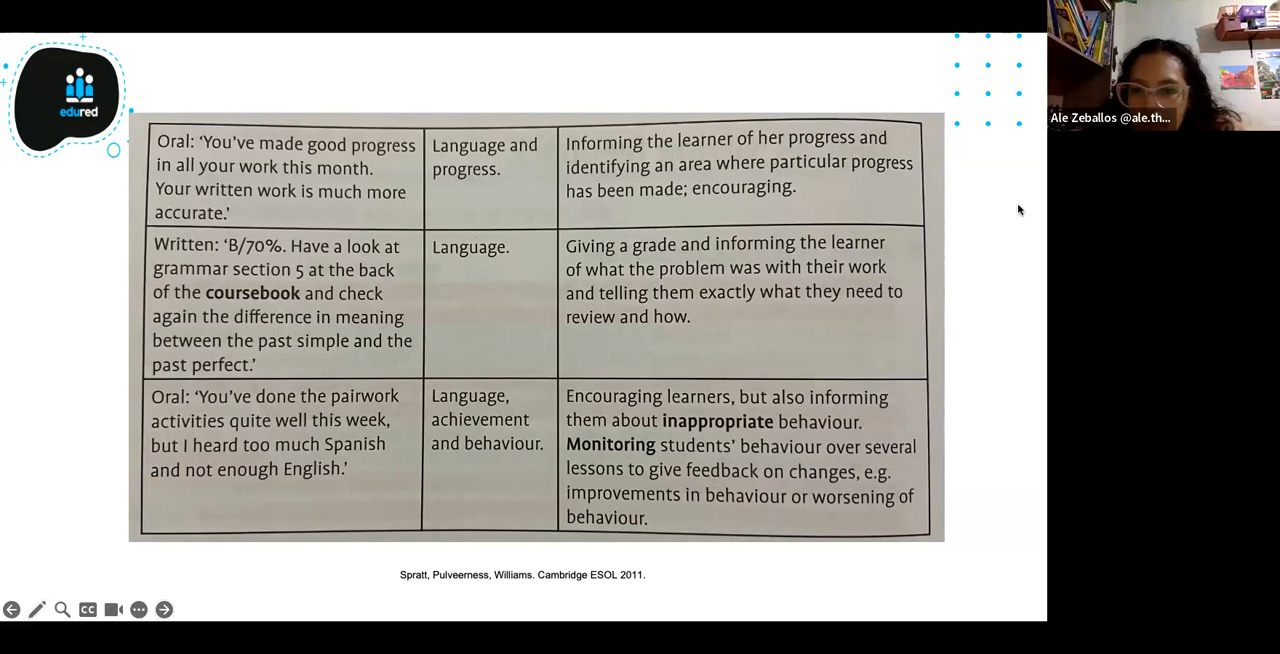 edured
Ale Zeballos @ale.th...
Oral: ‘You’ve made good progress
in all your work this month.
Your written work is much more
accurate.’
Language and
progress.
Informing the learner of her progress and
identifying an area where particular progress
has been made; encouraging.
Written: ‘B/70%. Have a look at
grammar section 5 at the back
of the coursebook and check
again the difference in meaning
between the past simple and the
past perfect.’
Language.
Giving a grade and informing the learner
of what the problem was with their work
and telling them exactly what they need to
review and how.
Oral: ‘You’ve done the pairwork
activities quite well this week,
but I heard too much Spanish
and not enough English.’
Language,
achievement
and behaviour.
Encouraging learners, but also informing
them about inappropriate behaviour.
Monitoring students’ behaviour over several
lessons to give feedback on changes, e.g.
improvements in behaviour or worsening of
behaviour.
Spratt, Pulveerness, Williams. Cambridge ESOL 2011.
CC